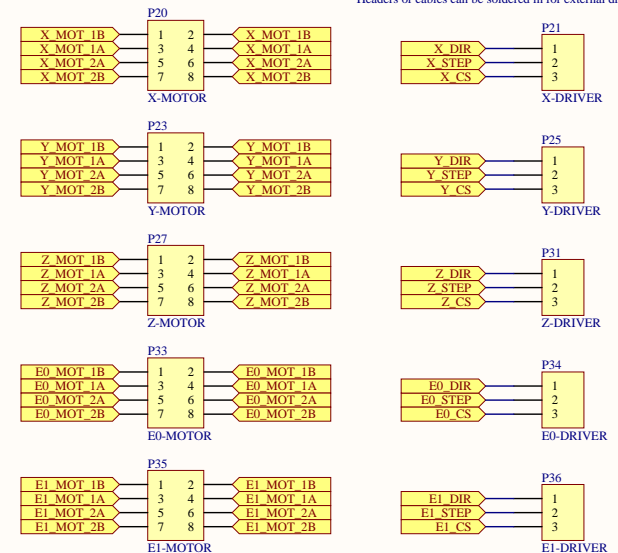 Headers or cables can be soldered in for external
P20
X_MOT_1B 1 2 X_MOT_1B
X_MOT_1A 3 4 X_MOT_1A
X_MOT_2A 5 6 X_MOT_2A
X_MOT_2B 7 8 X_MOT_2B
X-MOTOR
P21
X_DIR 1
X_STEP 2
X_CS 3
X-DRIVER
P23
Y_MOT_1B 1 2 Y_MOT_1B
Y_MOT_1A 3 4 Y_MOT_1A
Y_MOT_2A 5 6 Y_MOT_2A
Y_MOT_2B 7 8 Y_MOT_2B
Y-MOTOR
P25
Y_DIR 1
Y_STEP 2
Y_CS 3
Y-DRIVER
P27
Z_MOT_1B 1 2 Z_MOT_1B
Z_MOT_1A 3 4 Z_MOT_1A
Z_MOT_2A 5 6 Z_MOT_2A
Z_MOT_2B 7 8 Z_MOT_2B
Z-MOTOR
P31
Z_DIR 1
Z_STEP 2
Z_CS 3
Z-DRIVER
P33
E0_MOT_1B 1 2 E0_MOT_1B
E0_MOT_1A 3 4 E0_MOT_1A
E0_MOT_2A 5 6 E0_MOT_2A
E0_MOT_2B 7 8 E0_MOT_2B
E0-MOTOR
P34
E0_DIR 1
E0_STEP 2
E0_CS 3
E0-DRIVER
P35
E1_MOT_1B 1 2 E1_MOT_1B
E1_MOT_1A 3 4 E1_MOT_1A
E1_MOT_2A 5 6 E1_MOT_2A
E1_MOT_2B 7 8 E1_MOT_2B
E1-MOTOR
P36
E1_DIR 1
E1_STEP 2
E1_CS 3
E1-DRIVER